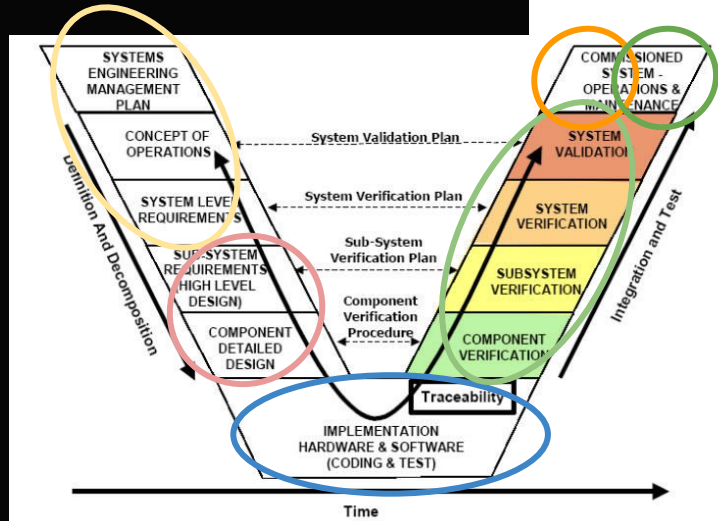 SYSTEMS
ENGINEERING
MANAGEMENT
PLAN
CONCEPT OF
OPERATIONS
SYSTEM LEVEL
REQUIREMENTS
SUB-SYSTEM
REQUIREMENTS
(HIGH LEVEL
DESIGN)
COMPONENT
DETAILED
DESIGN
Definition And Decomposition
System Validation Plan
System Verification Plan
Sub-System
Verification Plan
Component
Verification
Procedure
COMMISSIONED
SYSTEM -
OPERATIONS &
MAINTENANCE
SYSTEM
VALIDATION
SYSTEM
VERIFICATION
SUBSYSTEM
VERIFICATION
COMPONENT
VERIFICATION
Integration and Test
Traceability
IMPLEMENTATION
HARDWARE & SOFTWARE
(CODING & TEST)
Time